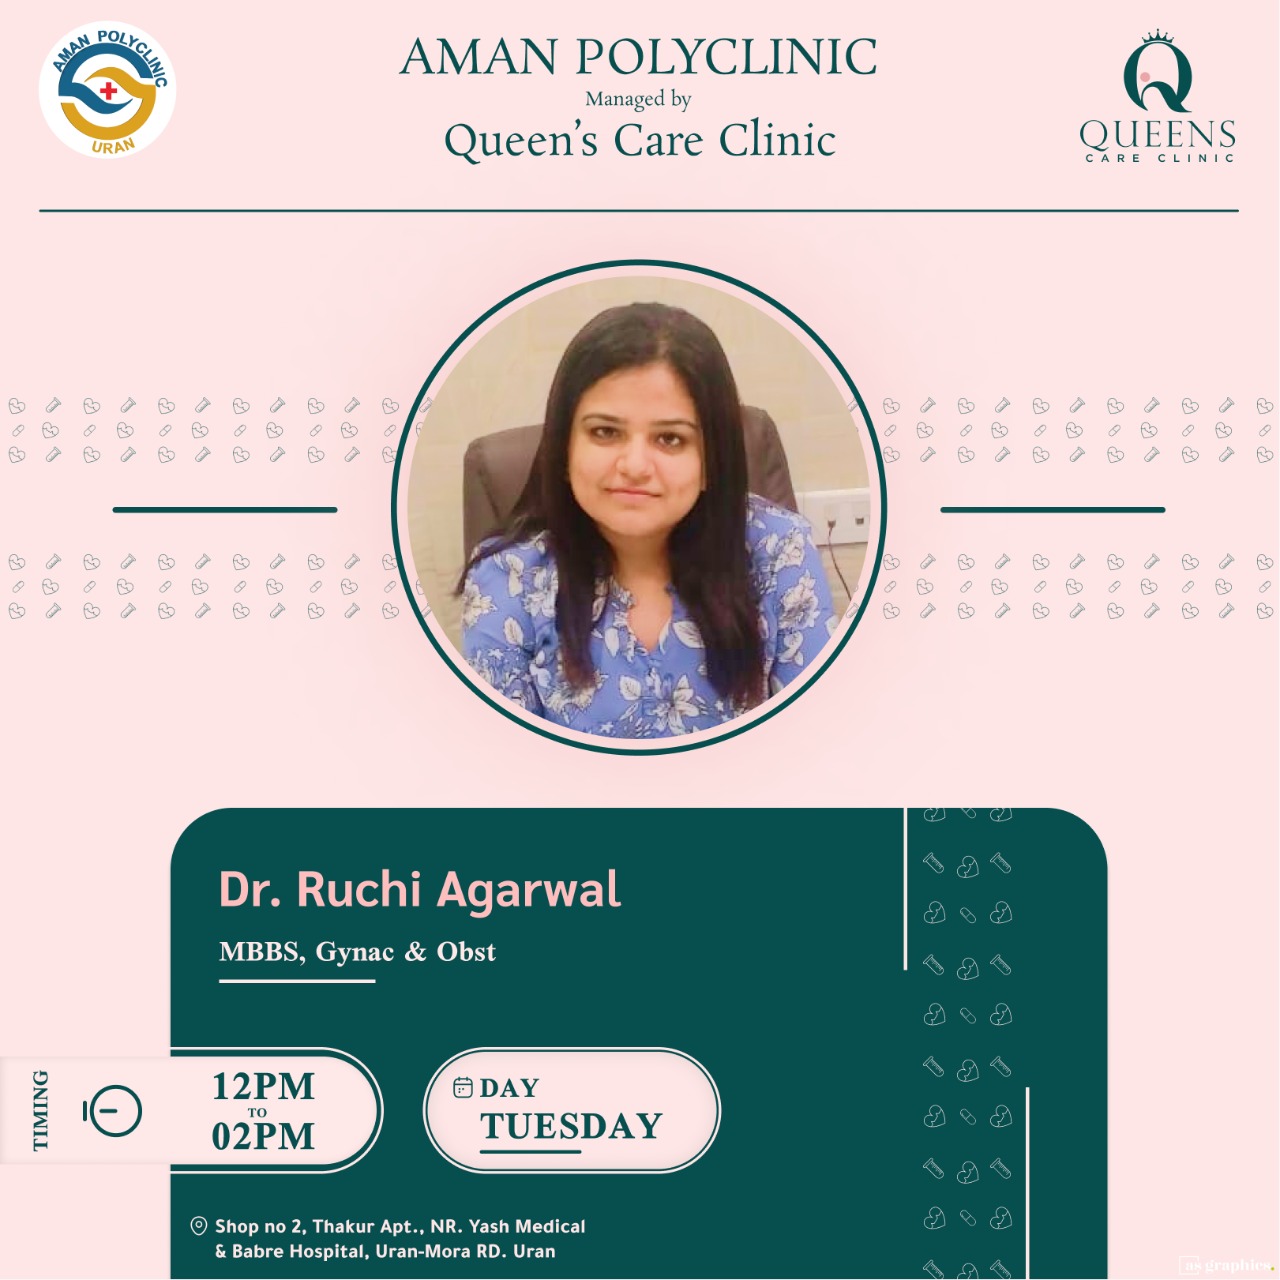 AMAN POLYCLINIC
URAN
AMAN POLYCLINIC
Managed by
Queen's Care Clinic
QUEENS
CARE CLINIC
Dr. Ruchi Agarwal
MBBS, Gynac & Obst
TIMING
12PM
TO
02PM
DAY
TUESDAY
Shop no 2, Thakur Apt., NR. Yash Medical
& Babre Hospital, Uran-Mora RD. Uran
as graphics.